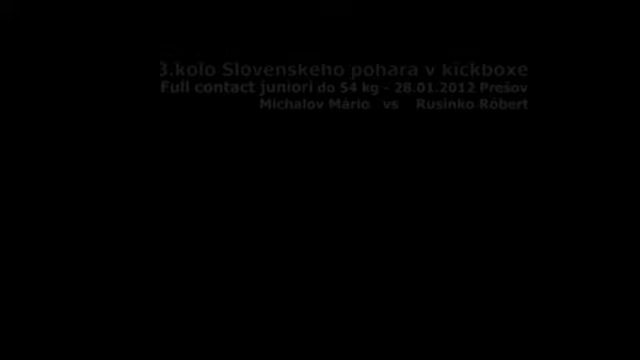 3.kolo Slovenskeho pohara v kickboxe
Full contact juniori do 54 kg - 28.01.2012 Prešov
Michalov Mário vs Rusinko Róbert